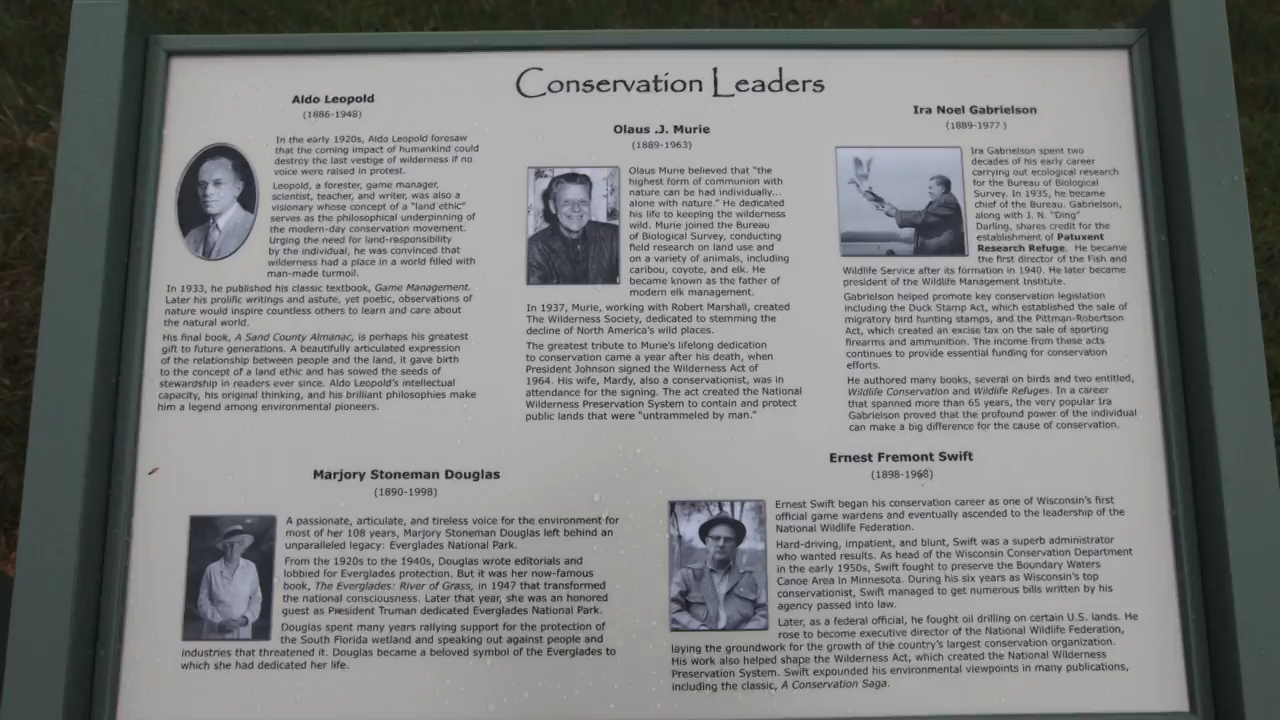 Conservation Leaders
Aldo Leopold
(1886-1948)
In the early 1920s, Aldo Leopold foresaw
that the coming impact of humankind could
destroy the last vestige of wilderness if no
voice were raised in protest.
Leopold, a forester, game manager,
scientist, teacher, and writer, was also a
visionary whose concept of a "land ethic"
serves as the philosophical underpinning of
the modern-day conservation movement.
Urging the need for land-responsibility
by the individual, he was convinced that
wilderness had a place in a world filled with
man-made turmoil.
In 1933, he published his classic textbook, Game Management.
Later his prolific writings and astute, yet poetic, observations of
nature would inspire countless others to learn and care about
the natural world.
His final book, A Sand County Almanac, is perhaps his greatest
gift to future generations. A beautifully articulated expression
of the relationship between people and the land, it gave birth
to the concept of a land ethic and has sowed the seeds of
stewardship in readers ever since. Aldo Leopold's intellectual
capacity, his original thinking, and his brilliant philosophies make
him a legend among environmental pioneers.
Olaus .J. Murie
(1889-1963)
Olaus Murie believed that "the
highest form of communion with
nature can be had individually...
alone with nature." He dedicated
his life to keeping the wilderness
wild. Murie joined the Bureau
of Biological Survey, conducting
field research on land use and
on a variety of animals, including
caribou, coyote, and elk. He
became known as the father of
modern elk management.
In 1937, Murie, working with Robert Marshall, created
The Wilderness Society, dedicated to stemming the
decline of North America's wild places.
The greatest tribute to Murie's lifelong dedication
to conservation came a year after his death, when
President Johnson signed the Wilderness Act of
1964. His wife, Mardy, also a conservationist, was in
attendance for the signing. The act created the National
Wilderness Preservation System to contain and protect
public lands that were "untrammeled by man."
Ira Noel Gabrielson
(1889-1977 )
Ira Gabrielson spent two
decades of his early career
carrying out ecological research
for the Bureau of Biological
Survey. In 1935, he became
chief of the Bureau. Gabrielson,
along with J. N. "Ding"
Darling, shares credit for the
establishment of Patuxent
Research Refuge. He became
the first director of the Fish and
Wildlife Service after its formation in 1940. He later became
president of the Wildlife Management Institute.
Gabrielson helped promote key conservation legislation
including the Duck Stamp Act, which established the sale of
migratory bird hunting stamps, and the Pittman-Robertson
Act, which created an excise tax on the sale of sporting
firearms and ammunition. The income from these acts
continues to provide essential funding for conservation
efforts.
He authored many books, several on birds and two entitled,
Wildlife Conservation and Wildlife Refuges. In a career
that spanned more than 65 years, the very popular Ira
Gabrielson proved that the profound power of the individual
can make a big difference for the cause of conservation.
Marjory Stoneman Douglas
(1890-1998)
A passionate, articulate, and tireless voice for the environment for
most of her 108 years, Marjory Stoneman Douglas left behind an
unparalleled legacy: Everglades National Park.
From the 1920s to the 1940s, Douglas wrote editorials and
lobbied for Everglades protection. But it was her now-famous
book, The Everglades: River of Grass, in 1947 that transformed
the national consciousness. Later that year, she was an honored
guest as President Truman dedicated Everglades National Park.
Douglas spent many years rallying support for the protection of
the South Florida wetland and speaking out against people and
industries that threatened it. Douglas became a beloved symbol of the Everglades to
which she had dedicated her life.
Ernest Fremont Swift
(1898-1968)
Ernest Swift began his conservation career as one of Wisconsin's first
official game wardens and eventually ascended to the leadership of the
National Wildlife Federation.
Hard-driving, impatient, and blunt, Swift was a superb administrator
who wanted results. As head of the Wisconsin Conservation Department
in the early 1950s, Swift fought to preserve the Boundary Waters
Canoe Area in Minnesota. During his six years as Wisconsin's top
conservationist, Swift managed to get numerous bills written by his
agency passed into law.
Later, as a federal official, he fought oil drilling on certain U.S. lands. He
rose to become executive director of the National Wildlife Federation,
laying the groundwork for the growth of the country's largest conservation organization.
His work also helped shape the Wilderness Act, which created the National Wilderness
Preservation System. Swift expounded his environmental viewpoints in many publications,
including the classic, A Conservation Saga.